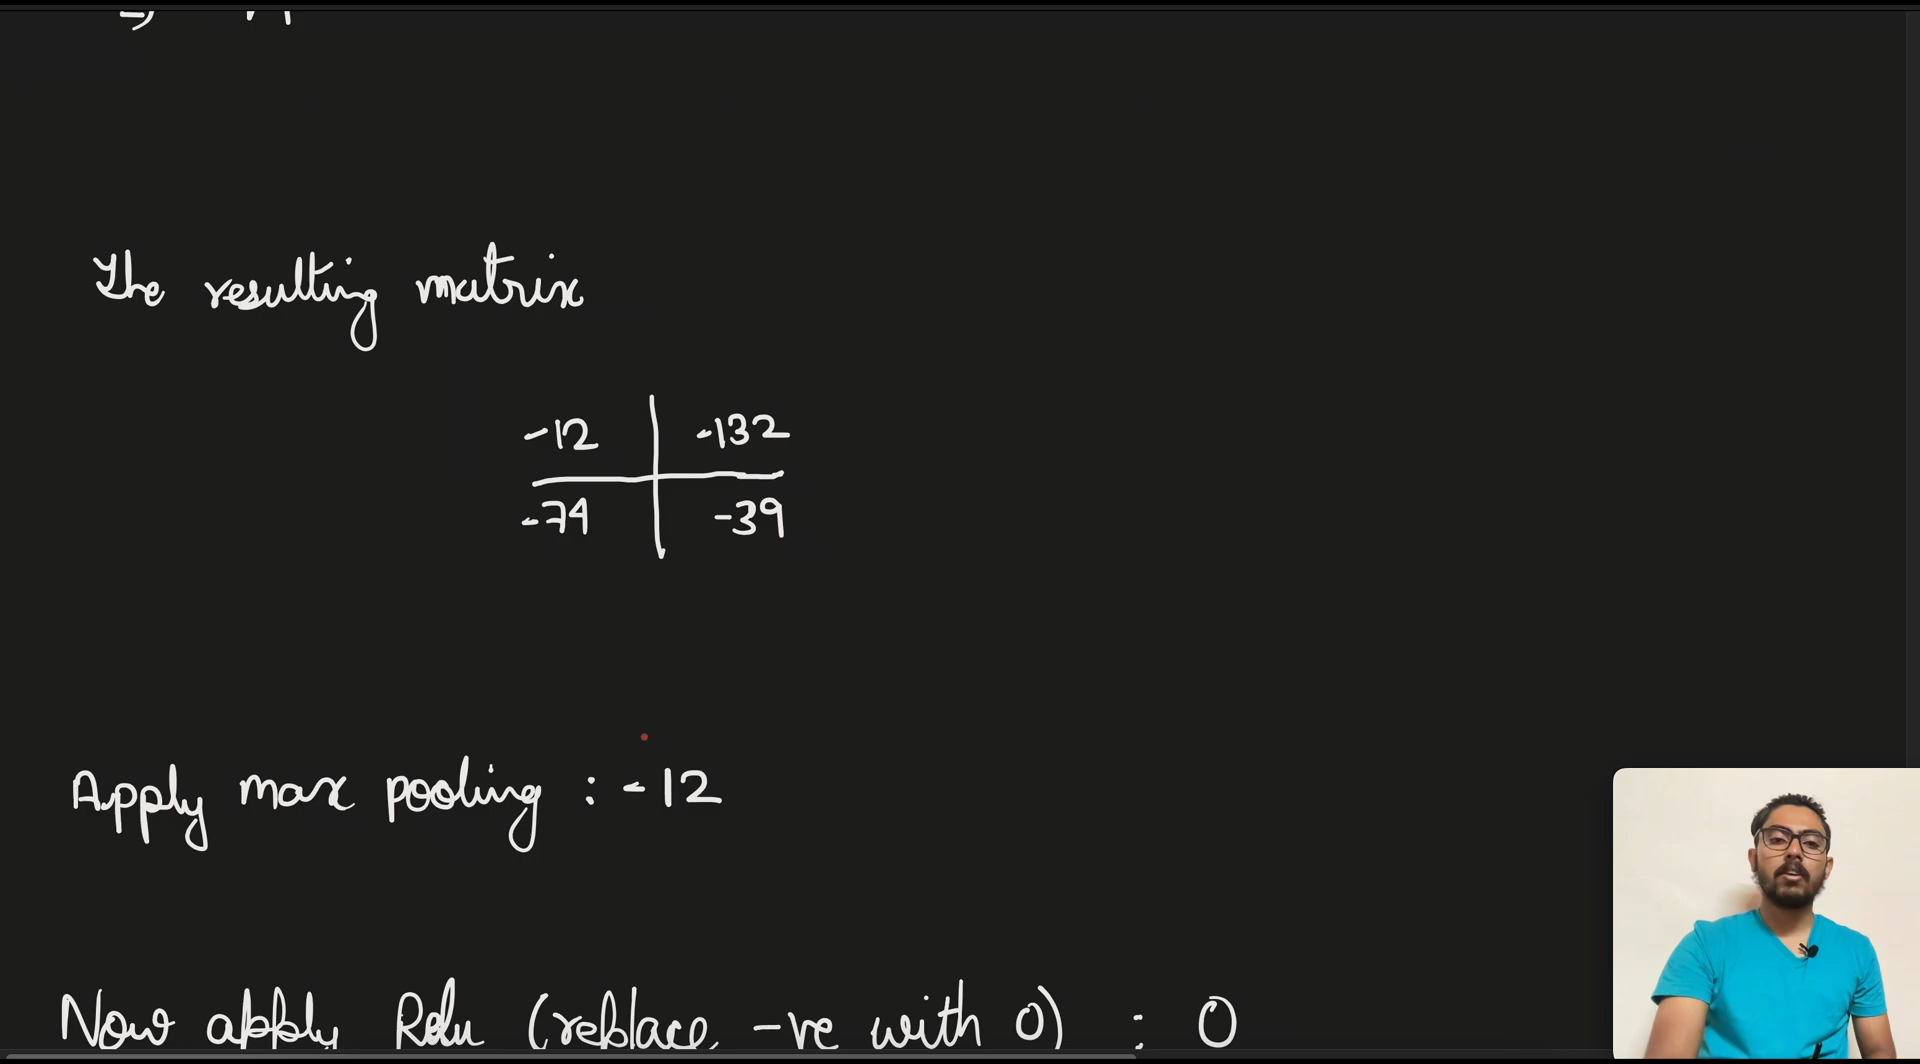 The resulting matrix
-12 -132
-74 -39
Apply max pooling : -12
Now apply Relu (replace -ve with 0) : 0